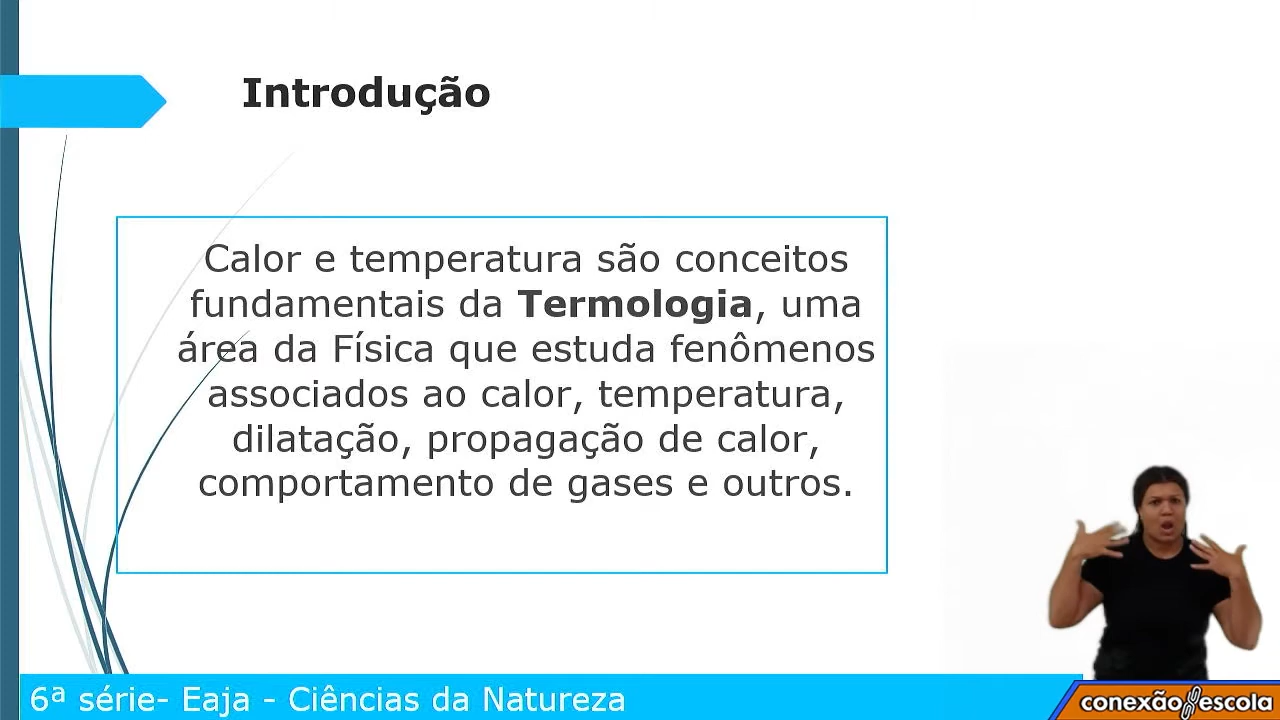 Introdução
Calor e temperatura são conceitos
fundamentais da Termologia, uma
área da Física que estuda fenômenos
associados ao calor, temperatura,
dilatação, propagação de calor,
comportamento de gases e outros.
6ª série- Eaja - Ciências da Natureza
conexão escola